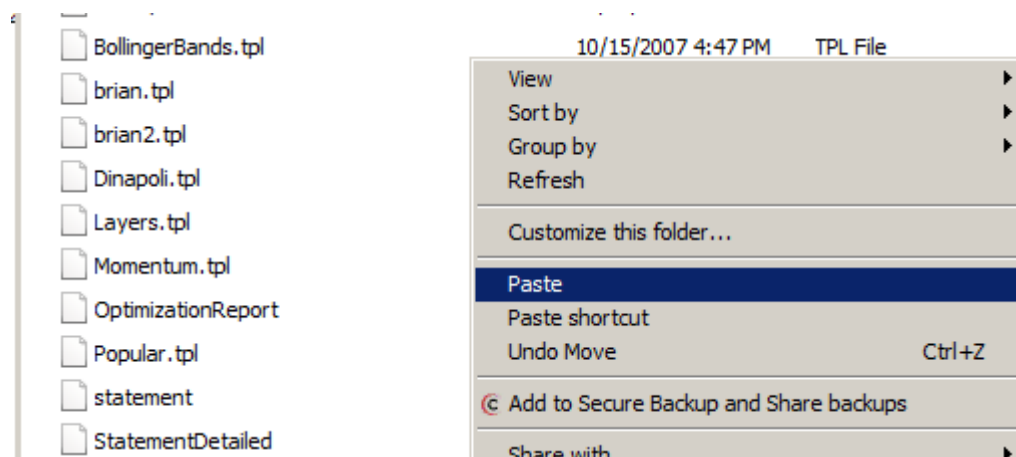 BollingerBands.tpl 10/15/2007 4:47 PM TPL File
brian.tpl
brian2.tpl
Dinapoli.tpl
Layers.tpl
Momentum.tpl
OptimizationReport
Popular.tpl
statement
StatementDetailed
View
Sort by
Group by
Refresh
Customize this folder...
Paste
Paste shortcut
Undo Move Ctrl+Z
Add to Secure Backup and Share backups
Share with